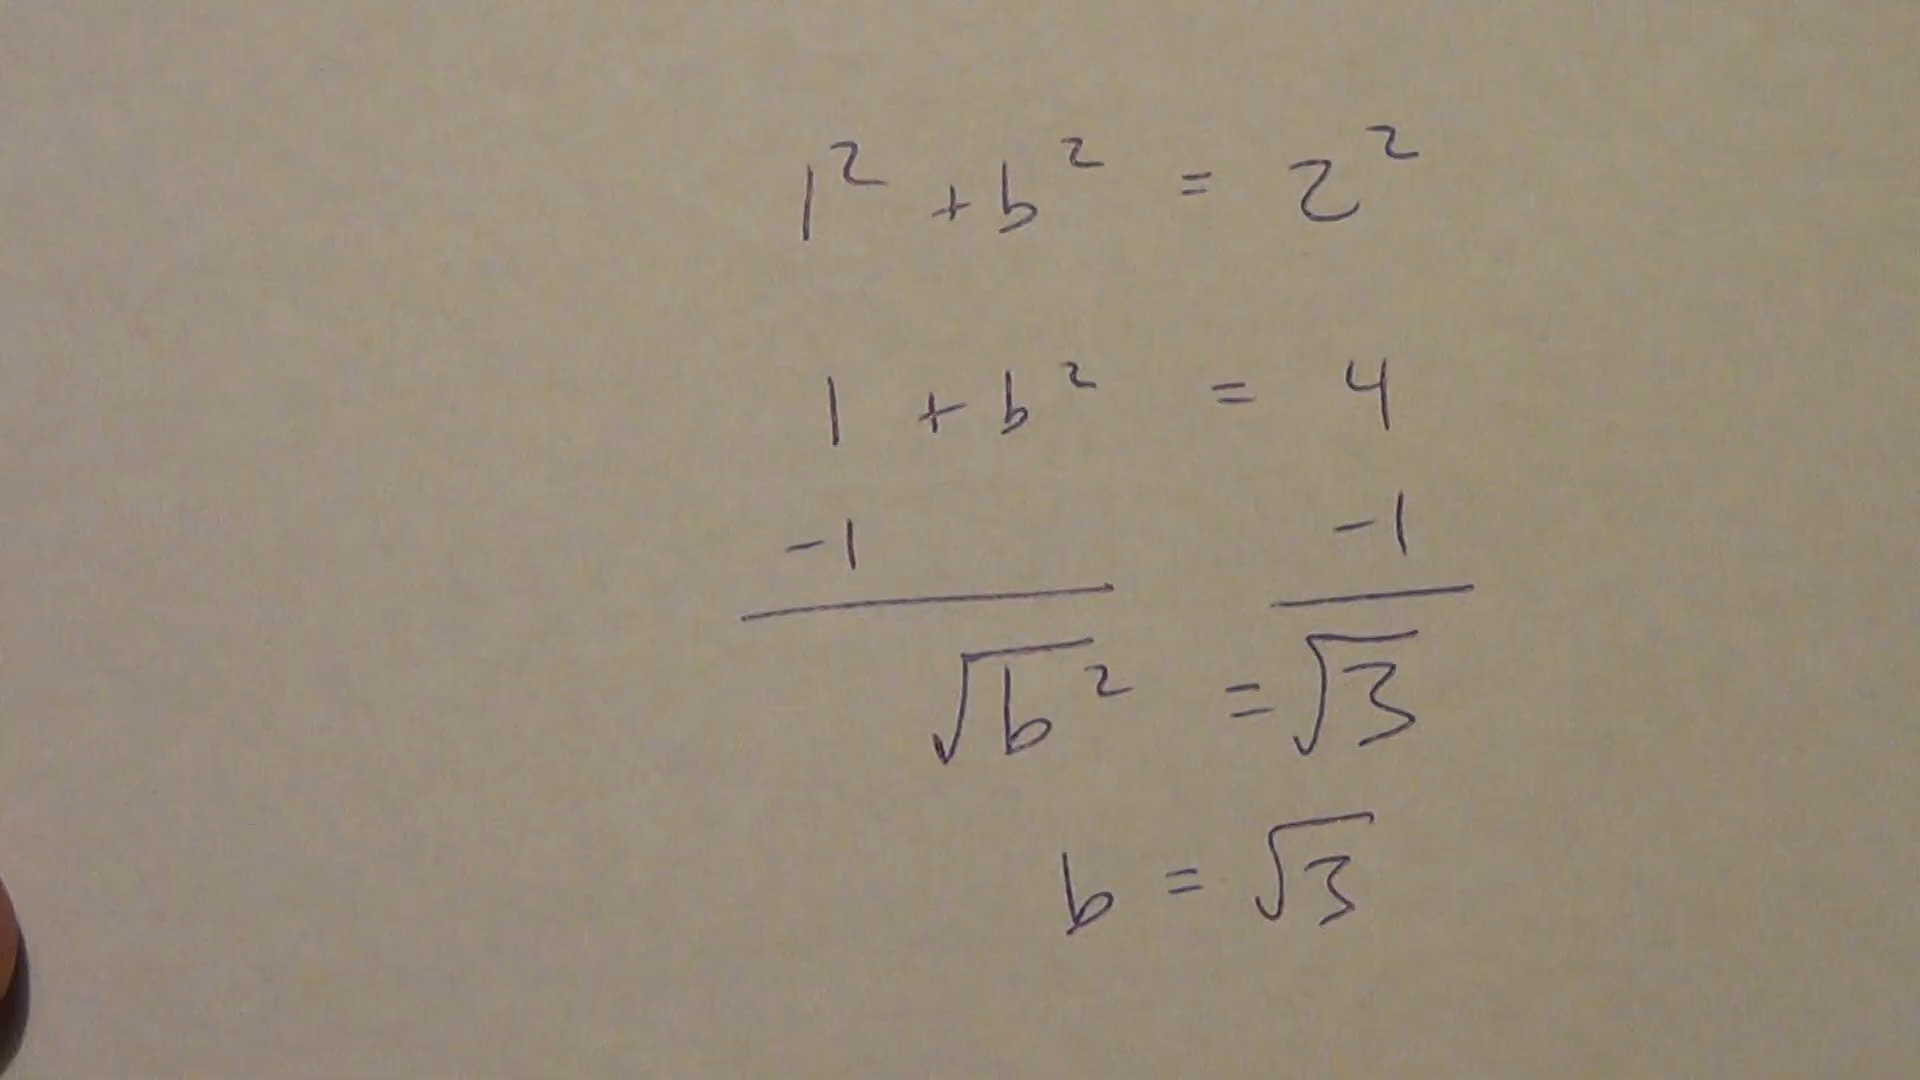 1² + b² = 2²
1 + b² = 4
-1 -1
√b² = √3
b = √3